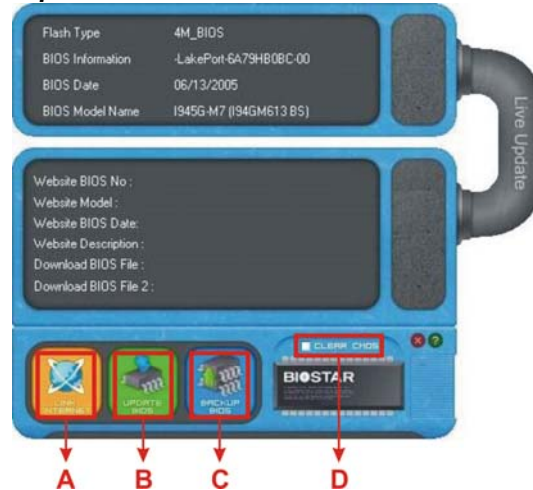 Flash Type 4M_BIOS
BIOS Information -LakePort-6A79HB0BC-00
BIOS Date 06/13/2005
BIOS Model Name I945G-M7 (I94GM613 BS)
Live Update
Website BIOS No :
Website Model :
Website BIOS Date:
Website Description :
Download BIOS File :
Download BIOS File 2 :
CLEAR CMOS
LINK INTERNET
UPDATE BIOS
BACKUP BIOS
BIOSTAR
A B C D